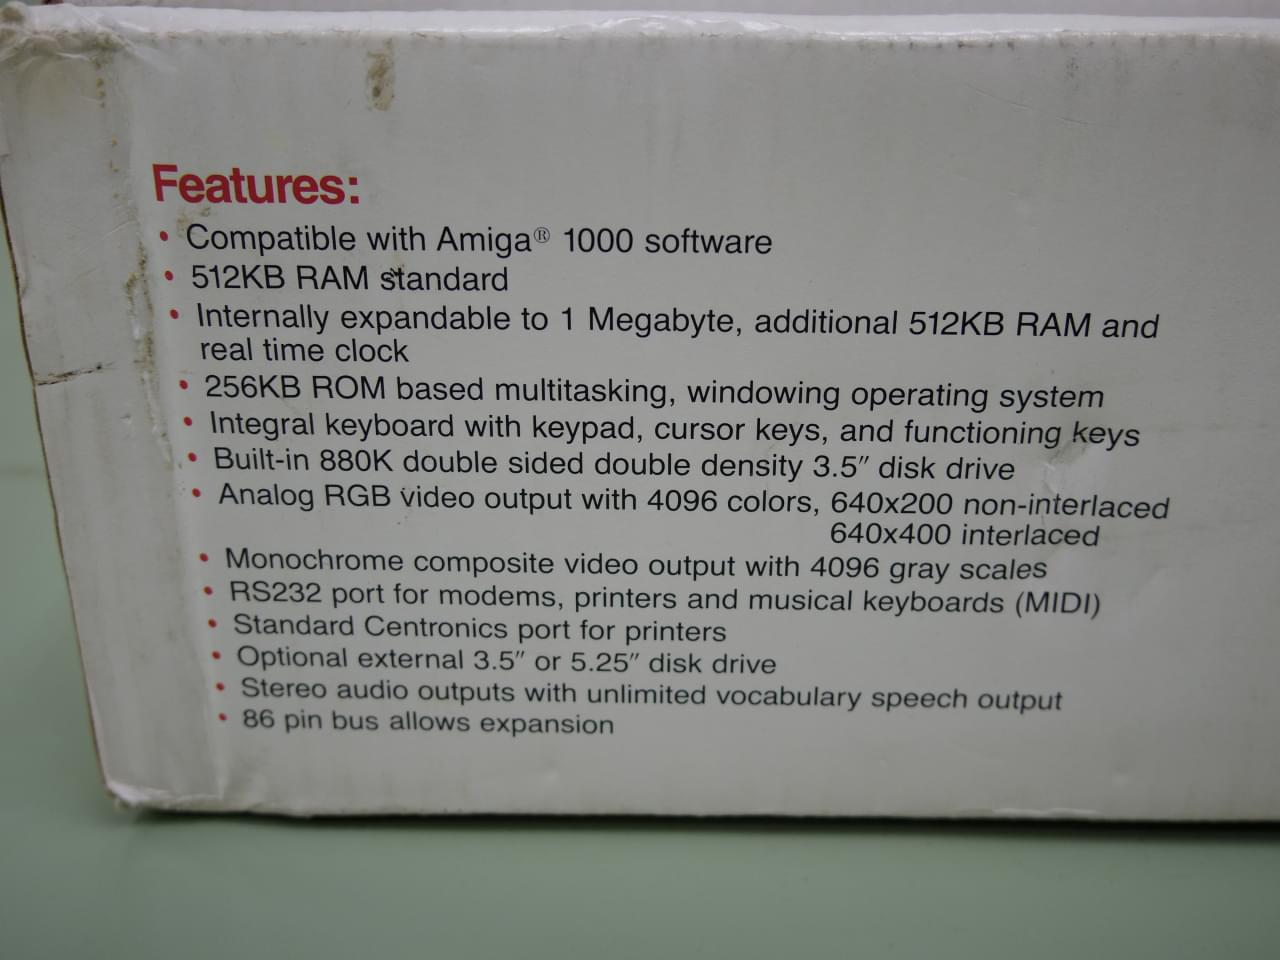 Features:
• Compatible with Amiga® 1000 software
• 512KB RAM standard
• Internally expandable to 1 Megabyte, additional 512KB RAM and
real time clock
• 256KB ROM based multitasking, windowing operating system
• Integral keyboard with keypad, cursor keys, and functioning keys
• Built-in 880K double sided double density 3.5″ disk drive
• Analog RGB video output with 4096 colors, 640x200 non-interlaced
640x400 interlaced
• Monochrome composite video output with 4096 gray scales
• RS232 port for modems, printers and musical keyboards (MIDI)
• Standard Centronics port for printers
• Optional external 3.5″ or 5.25″ disk drive
• Stereo audio outputs with unlimited vocabulary speech output
• 86 pin bus allows expansion